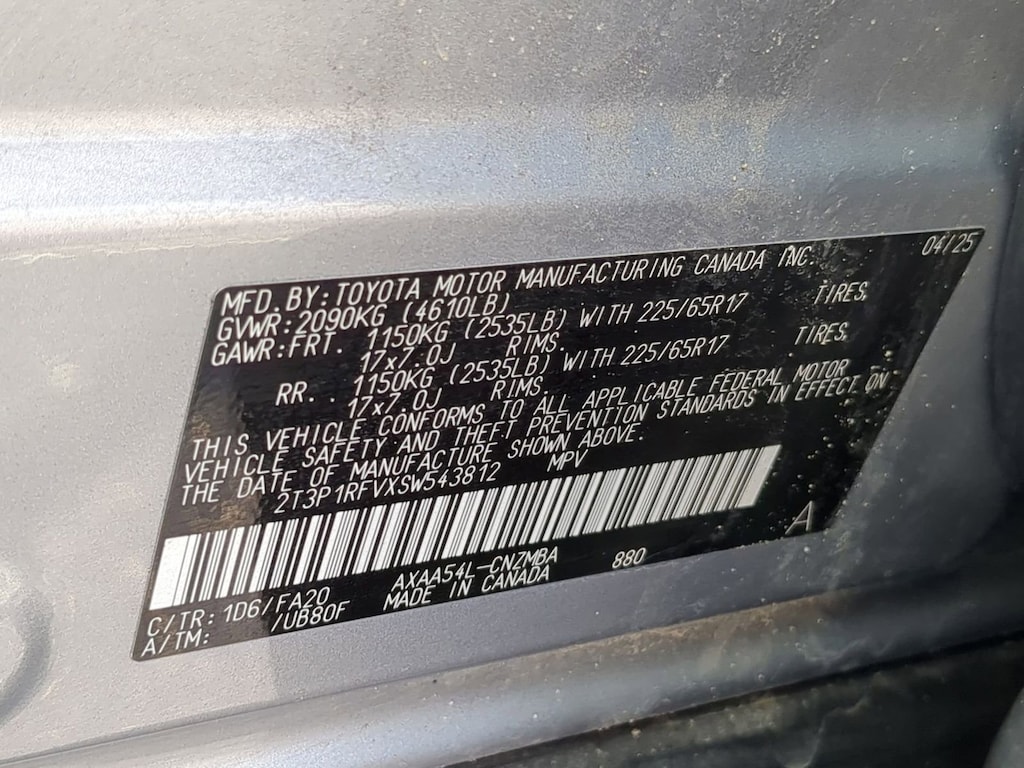 MFD. BY: TOYOTA MOTOR MANUFACTURING CANADA INC. 04/25
GVWR: 2090KG (4610LB)
GAWR: FRT. 1150KG (2535LB) WITH 225/65R17 TIRES,
17x7.0J RIMS.
RR. . 1150KG (2535LB) WITH 225/65R17 TIRES,
17x7.0J RIMS.
THIS VEHICLE CONFORMS TO ALL APPLICABLE FEDERAL MOTOR
VEHICLE SAFETY AND THEFT PREVENTION STANDARDS IN EFFECT ON
THE DATE OF MANUFACTURE SHOWN ABOVE.
2T3P1RFVXSW543812 MPV
A
AXAA54L-CNZMBA 880
C/TR: 1D6/FA20 MADE IN CANADA
A/TM: /UB80F